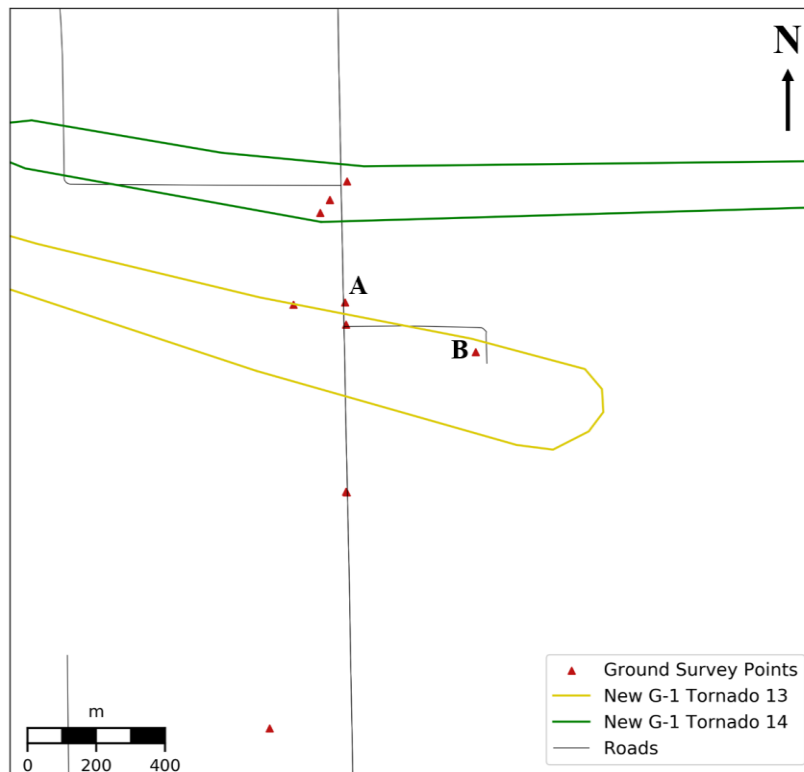 N
A
B
m
0 200 400
Ground Survey Points
New G-1 Tornado 13
New G-1 Tornado 14
Roads